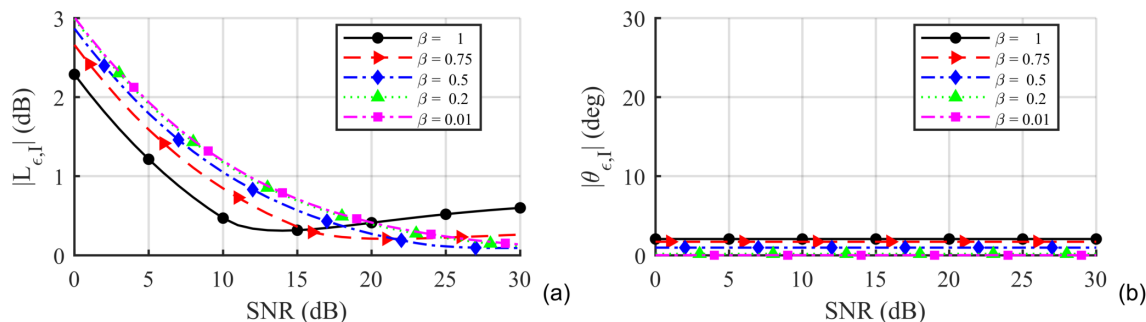 3
2
1
0
|L_{ϵ,I}| (dB)
β = 1
β = 0.75
β = 0.5
β = 0.2
β = 0.01
0 5 10 15 20 25 30
SNR (dB)
(a)
30
20
10
0
|θ_{ϵ,I}| (deg)
β = 1
β = 0.75
β = 0.5
β = 0.2
β = 0.01
0 5 10 15 20 25 30
SNR (dB)
(b)